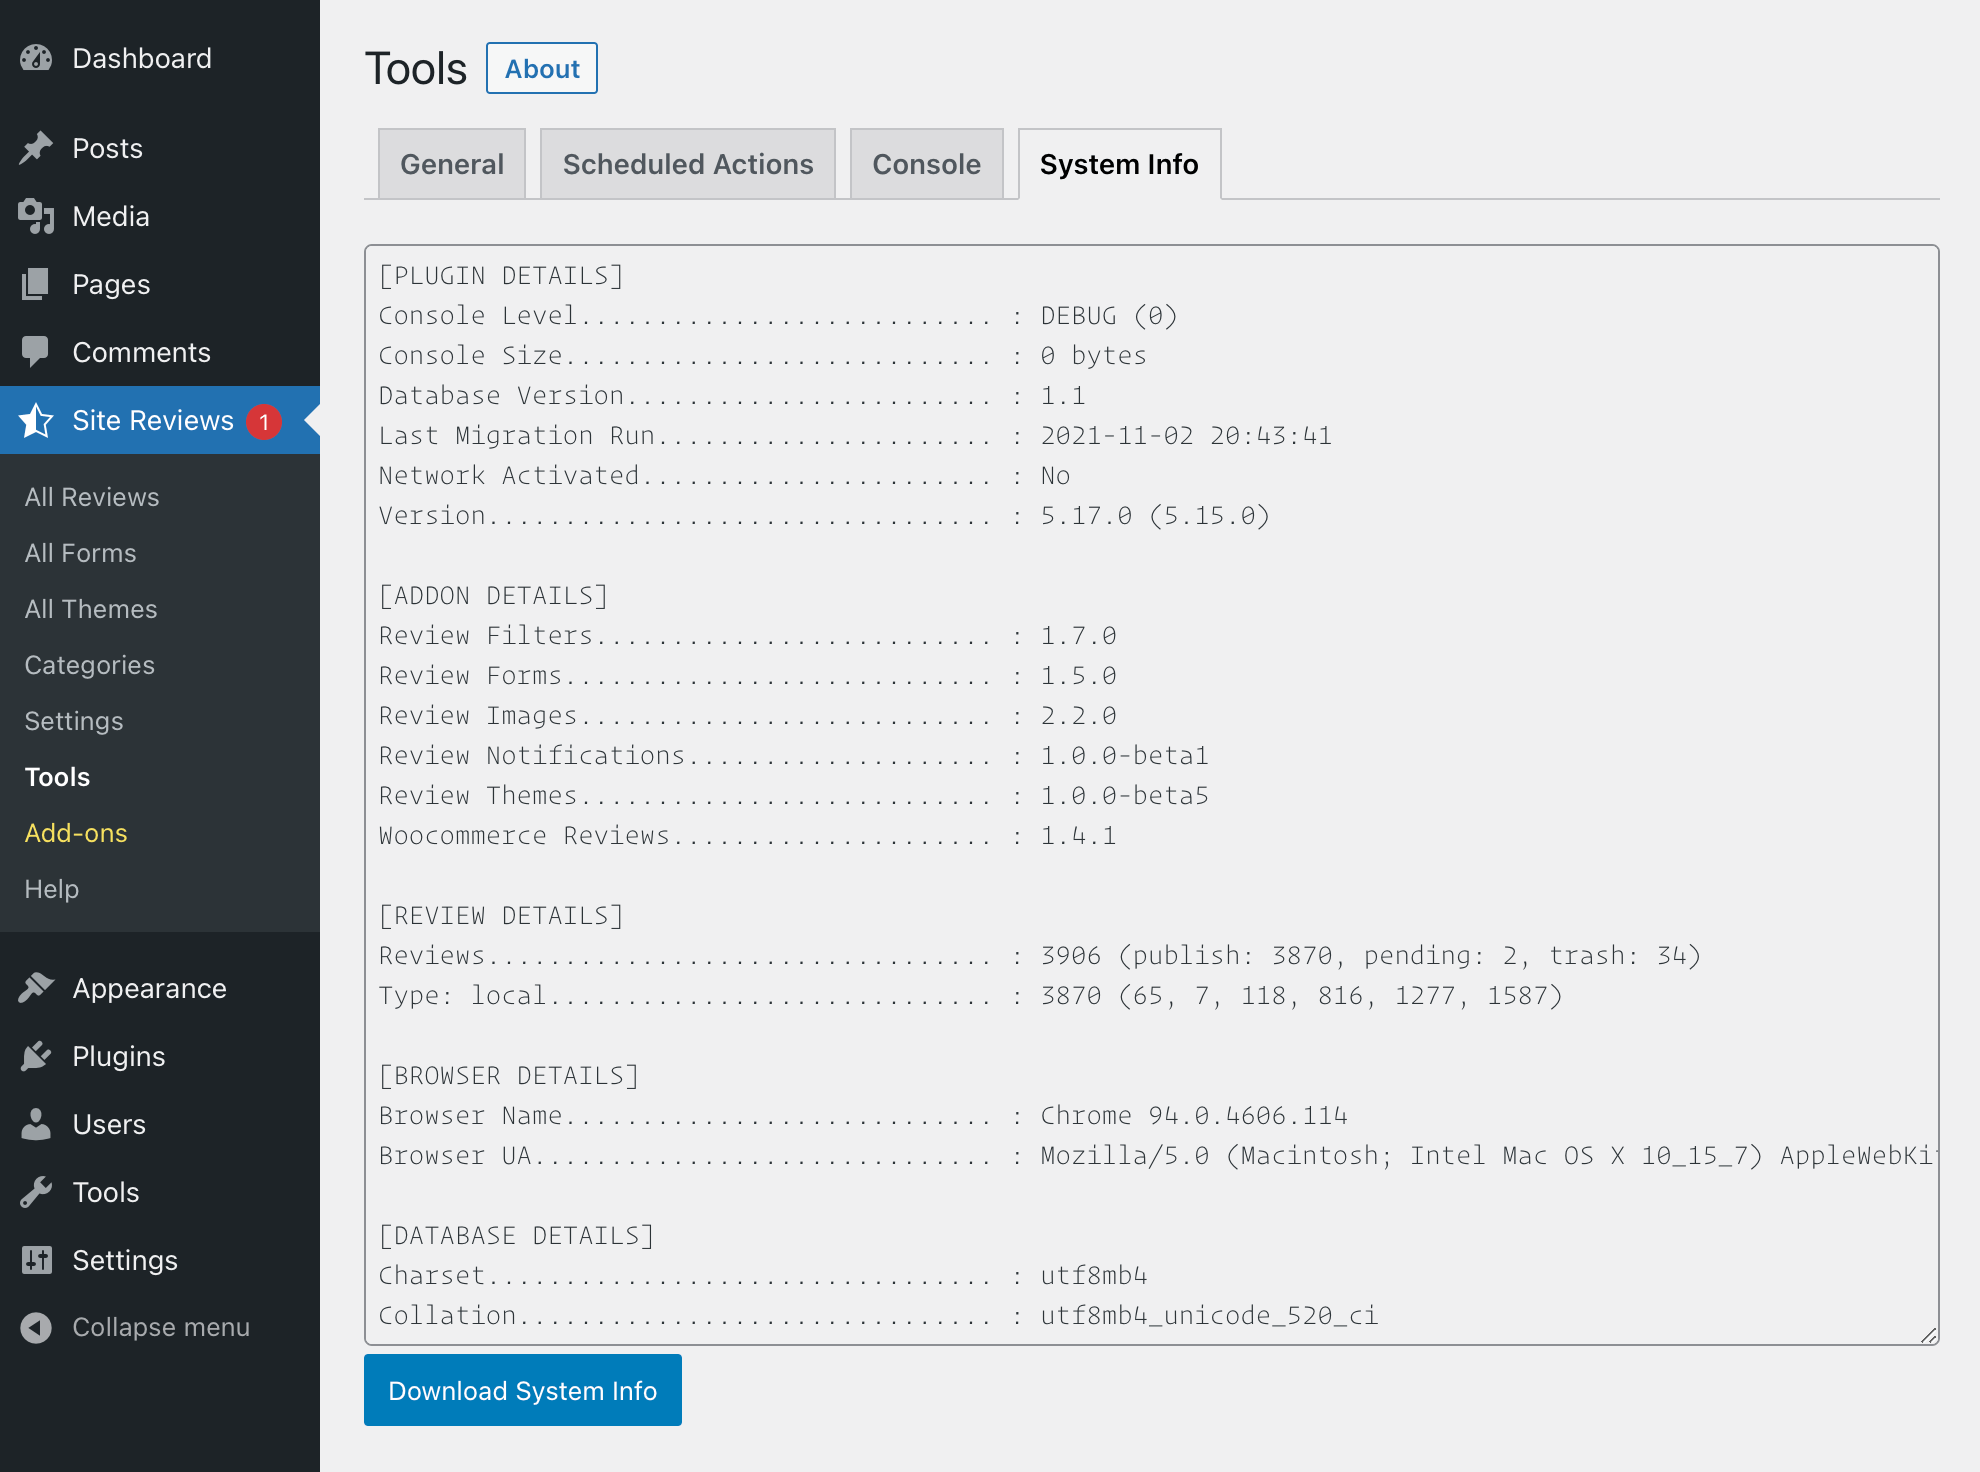 Dashboard
Posts
Media
Pages
Comments
Site Reviews 1
All Reviews
All Forms
All Themes
Categories
Settings
Tools
Add-ons
Help
Appearance
Plugins
Users
Tools
Settings
Collapse menu
Tools About
General Scheduled Actions Console System Info
[PLUGIN DETAILS]
Console Level........................... : DEBUG (0)
Console Size............................ : 0 bytes
Database Version........................ : 1.1
Last Migration Run...................... : 2021-11-02 20:43:41
Network Activated....................... : No
Version................................. : 5.17.0 (5.15.0)
[ADDON DETAILS]
Review Filters.......................... : 1.7.0
Review Forms............................ : 1.5.0
Review Images........................... : 2.2.0
Review Notifications.................... : 1.0.0-beta1
Review Themes........................... : 1.0.0-beta5
Woocommerce Reviews..................... : 1.4.1
[REVIEW DETAILS]
Reviews................................. : 3906 (publish: 3870, pending: 2, trash: 34)
Type: local............................. : 3870 (65, 7, 118, 816, 1277, 1587)
[BROWSER DETAILS]
Browser Name............................ : Chrome 94.0.4606.114
Browser UA.............................. : Mozilla/5.0 (Macintosh; Intel Mac OS X 10_15_7) AppleWebKi
[DATABASE DETAILS]
Charset................................. : utf8mb4
Collation............................... : utf8mb4_unicode_520_ci
Download System Info